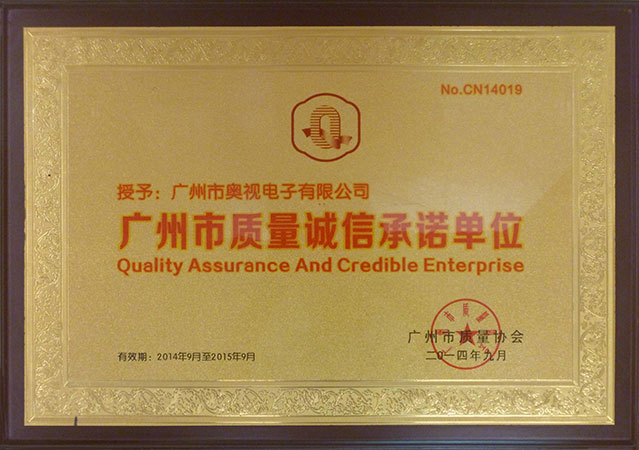 No.CN14019
授予：广州市奥视电子有限公司
广州市质量诚信承诺单位
Quality Assurance And Credible Enterprise
广州市质量协会
有效期：2014年9月至2015年9月
二〇一四年九月